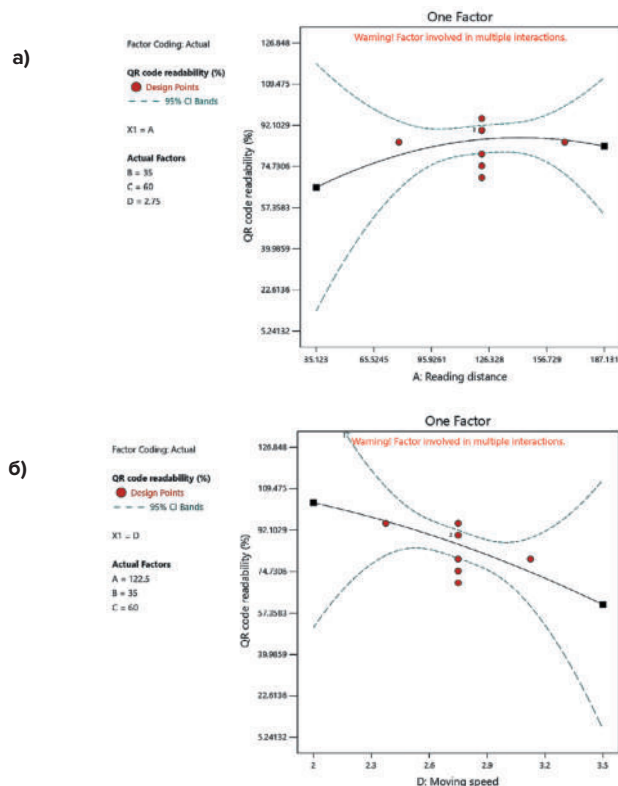 а)
One Factor
Factor Coding: Actual
Warning! Factor involved in multiple interactions.
QR code readability (%)
Design Points
95% CI Bands
X1 = A
Actual Factors
B = 35
C = 60
D = 2.75
QR code readability (%)
126.848
109.475
92.1029
74.7306
57.3583
39.9859
22.6136
5.24132
3
35.123
65.5245
95.9261
126.328
156.729
187.131
A: Reading distance
б)
One Factor
Factor Coding: Actual
Warning! Factor involved in multiple interactions.
QR code readability (%)
Design Points
95% CI Bands
X1 = D
Actual Factors
A = 122.5
B = 35
C = 60
QR code readability (%)
126.848
109.475
92.1029
74.7306
57.3583
39.9859
22.6136
5.24132
3
2
2.3
2.6
2.9
3.2
3.5
D: Moving speed